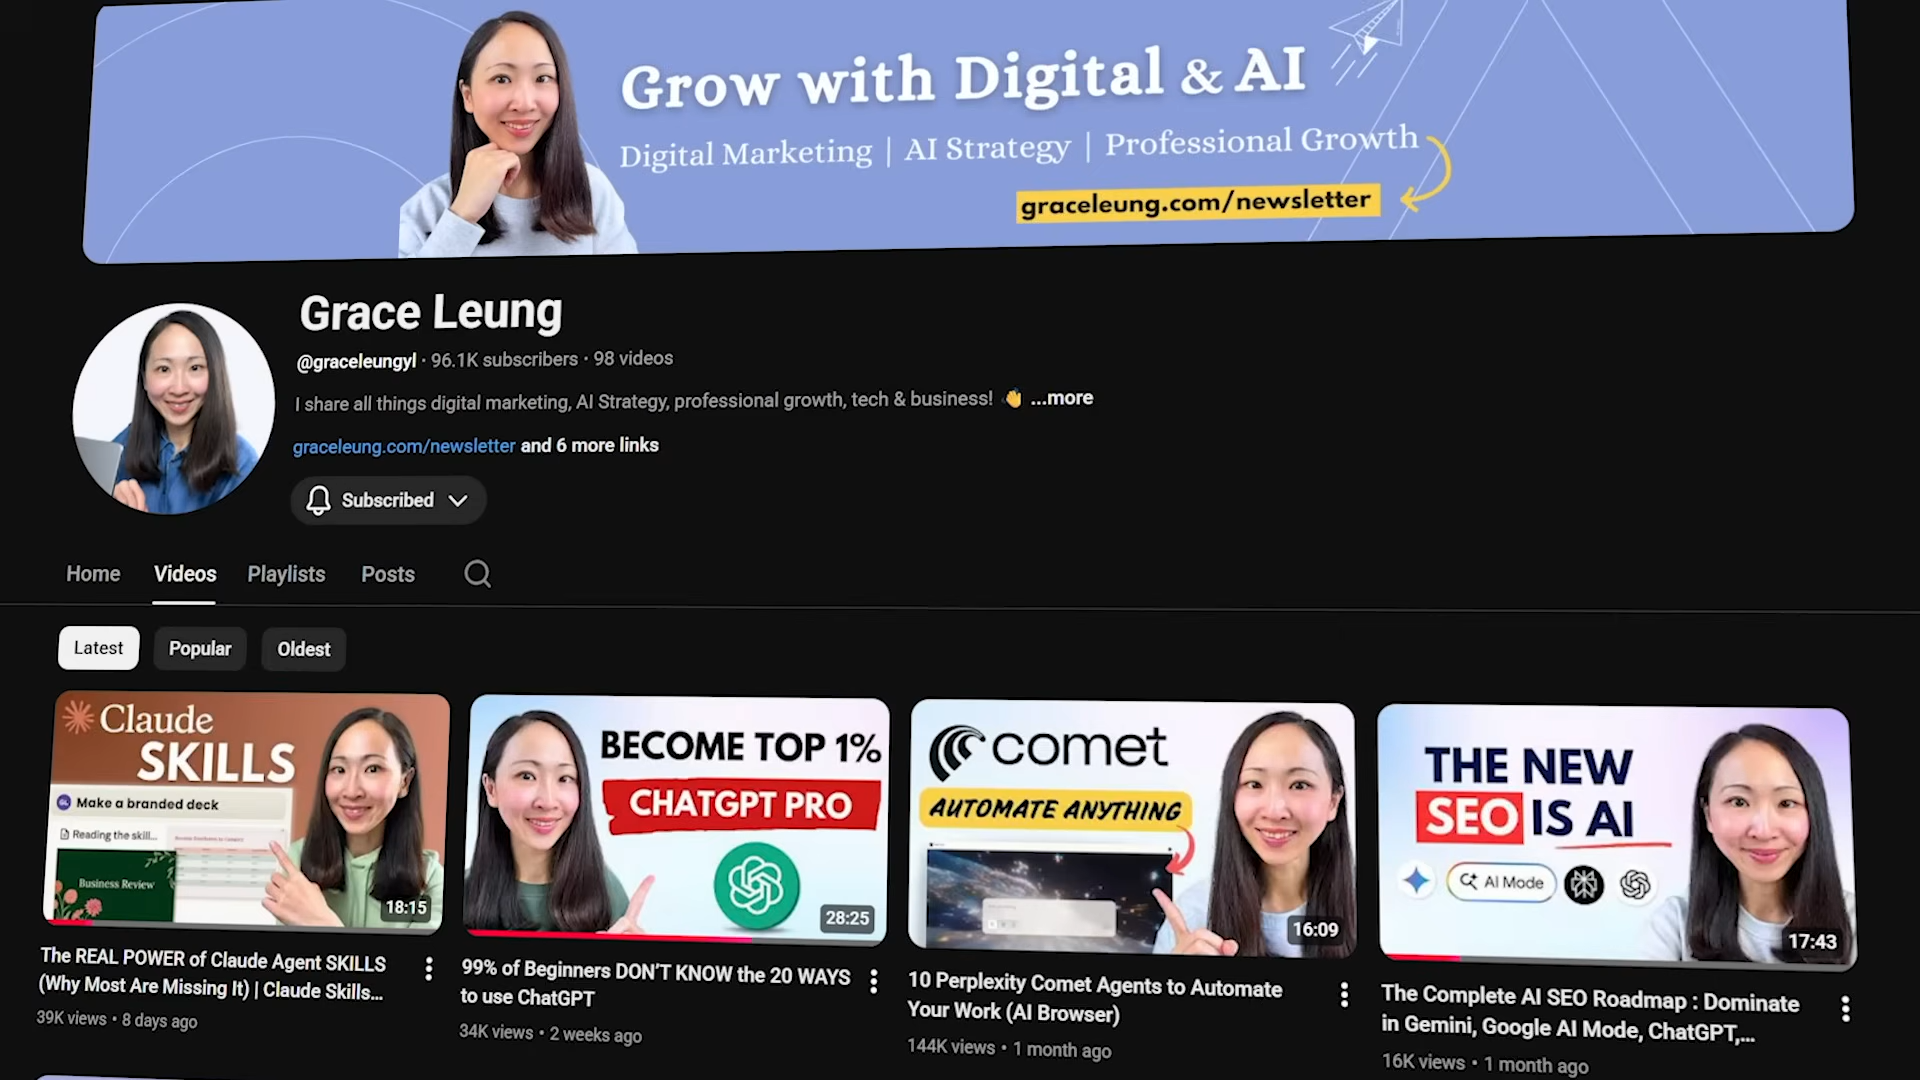 Grow with Digital & AI
Digital Marketing | AI Strategy | Professional Growth
graceleung.com/newsletter
Grace Leung
@graceleungyl · 96.1K subscribers · 98 videos
I share all things digital marketing, AI Strategy, professional growth, tech & business! 👋 ...more
graceleung.com/newsletter and 6 more links
Subscribed
Home Videos Playlists Posts
Latest Popular Oldest
Claude
SKILLS
GL Make a branded deck
Reading the skill...
Business Review
18:15
The REAL POWER of Claude Agent SKILLS
(Why Most Are Missing It) | Claude Skills...
39K views • 8 days ago
BECOME TOP 1%
CHATGPT PRO
28:25
99% of Beginners DON'T KNOW the 20 WAYS
to use ChatGPT
34K views • 2 weeks ago
comet
AUTOMATE ANYTHING
16:09
10 Perplexity Comet Agents to Automate
Your Work (AI Browser)
144K views • 1 month ago
THE NEW
SEO IS AI
AI Mode
17:43
The Complete AI SEO Roadmap : Dominate
in Gemini, Google AI Mode, ChatGPT,...
16K views • 1 month ago